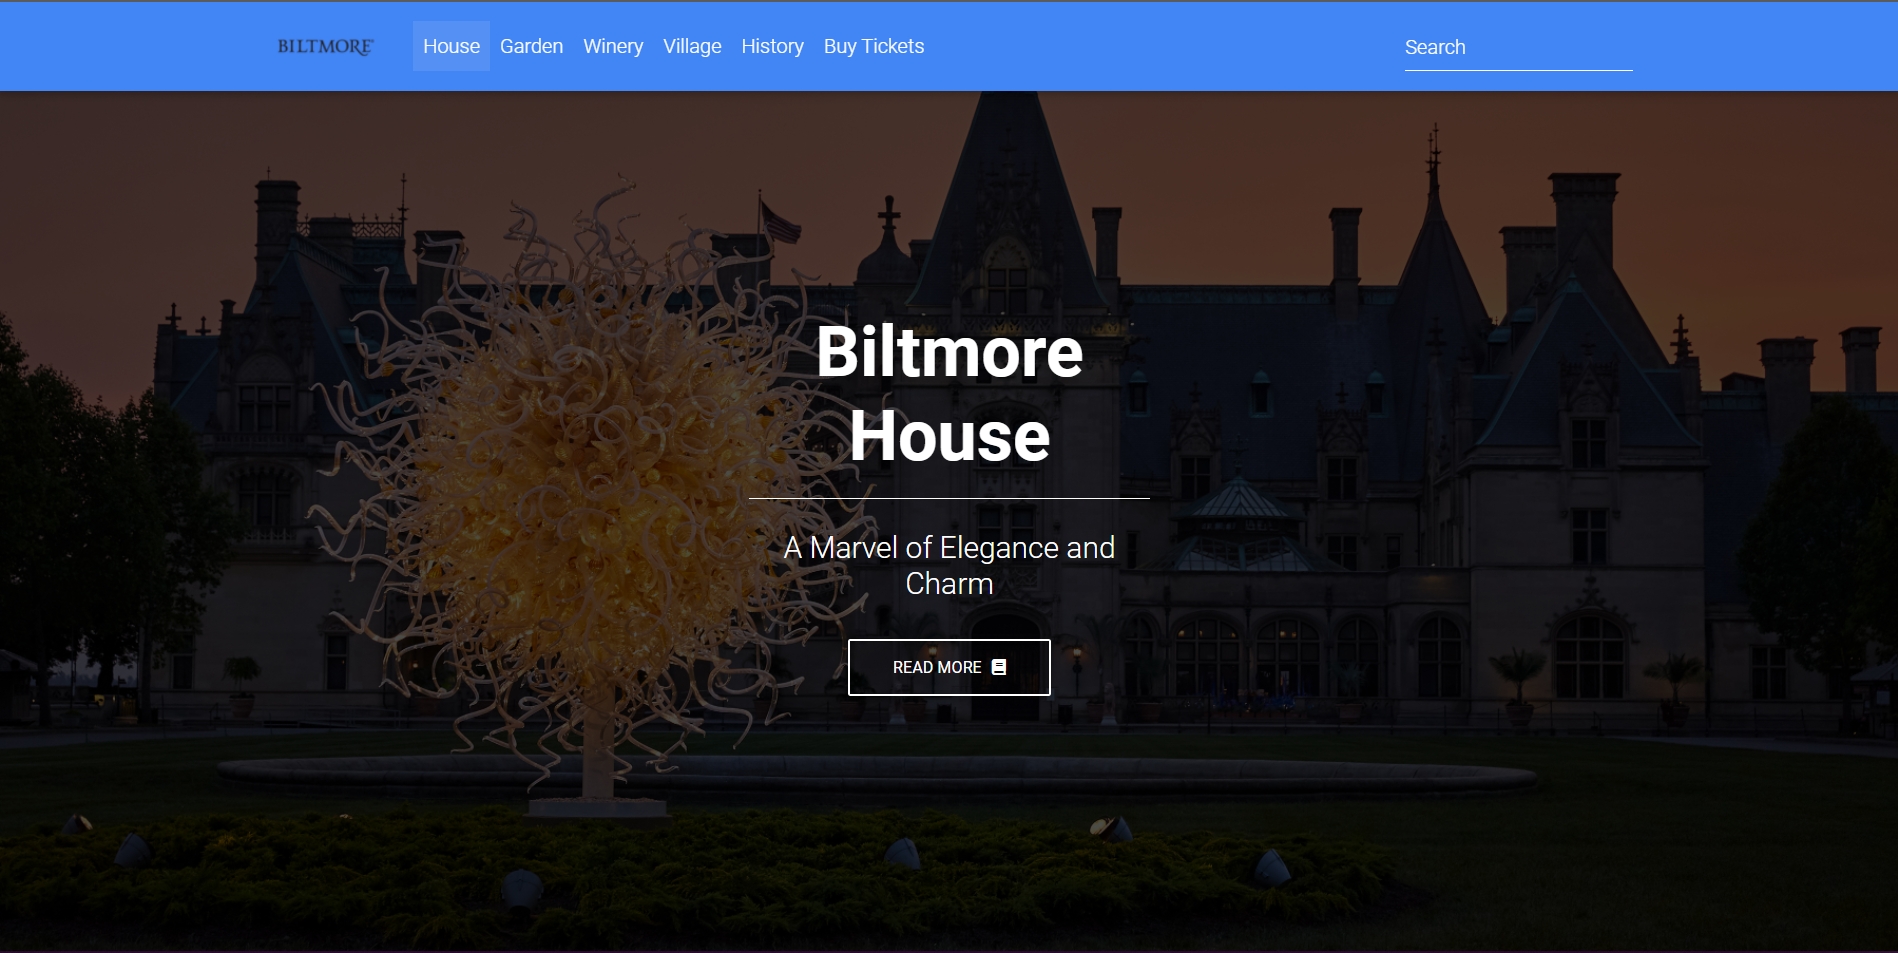 BILTMORE
House
Garden
Winery
Village
History
Buy Tickets
Search
Biltmore
House
A Marvel of Elegance and
Charm
READ MORE